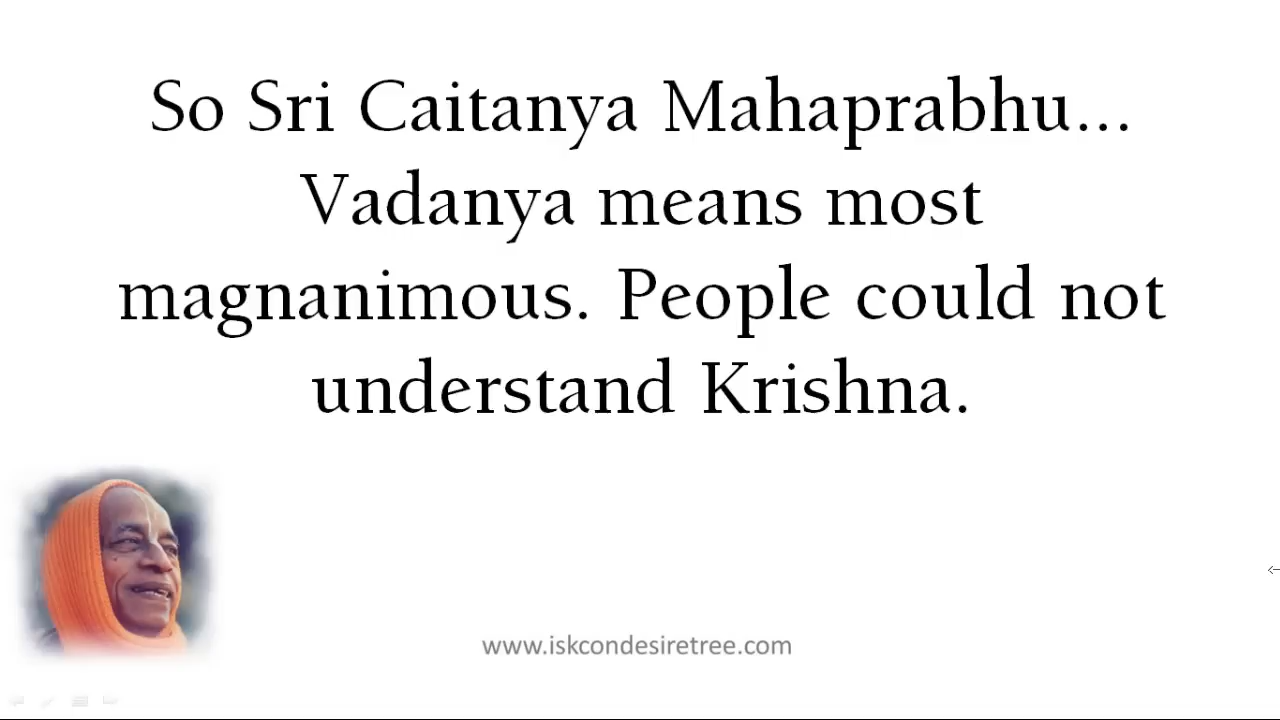 So Sri Caitanya Mahaprabhu...
Vadanya means most
magnanimous. People could not
understand Krishna.
www.iskcondesiretree.com